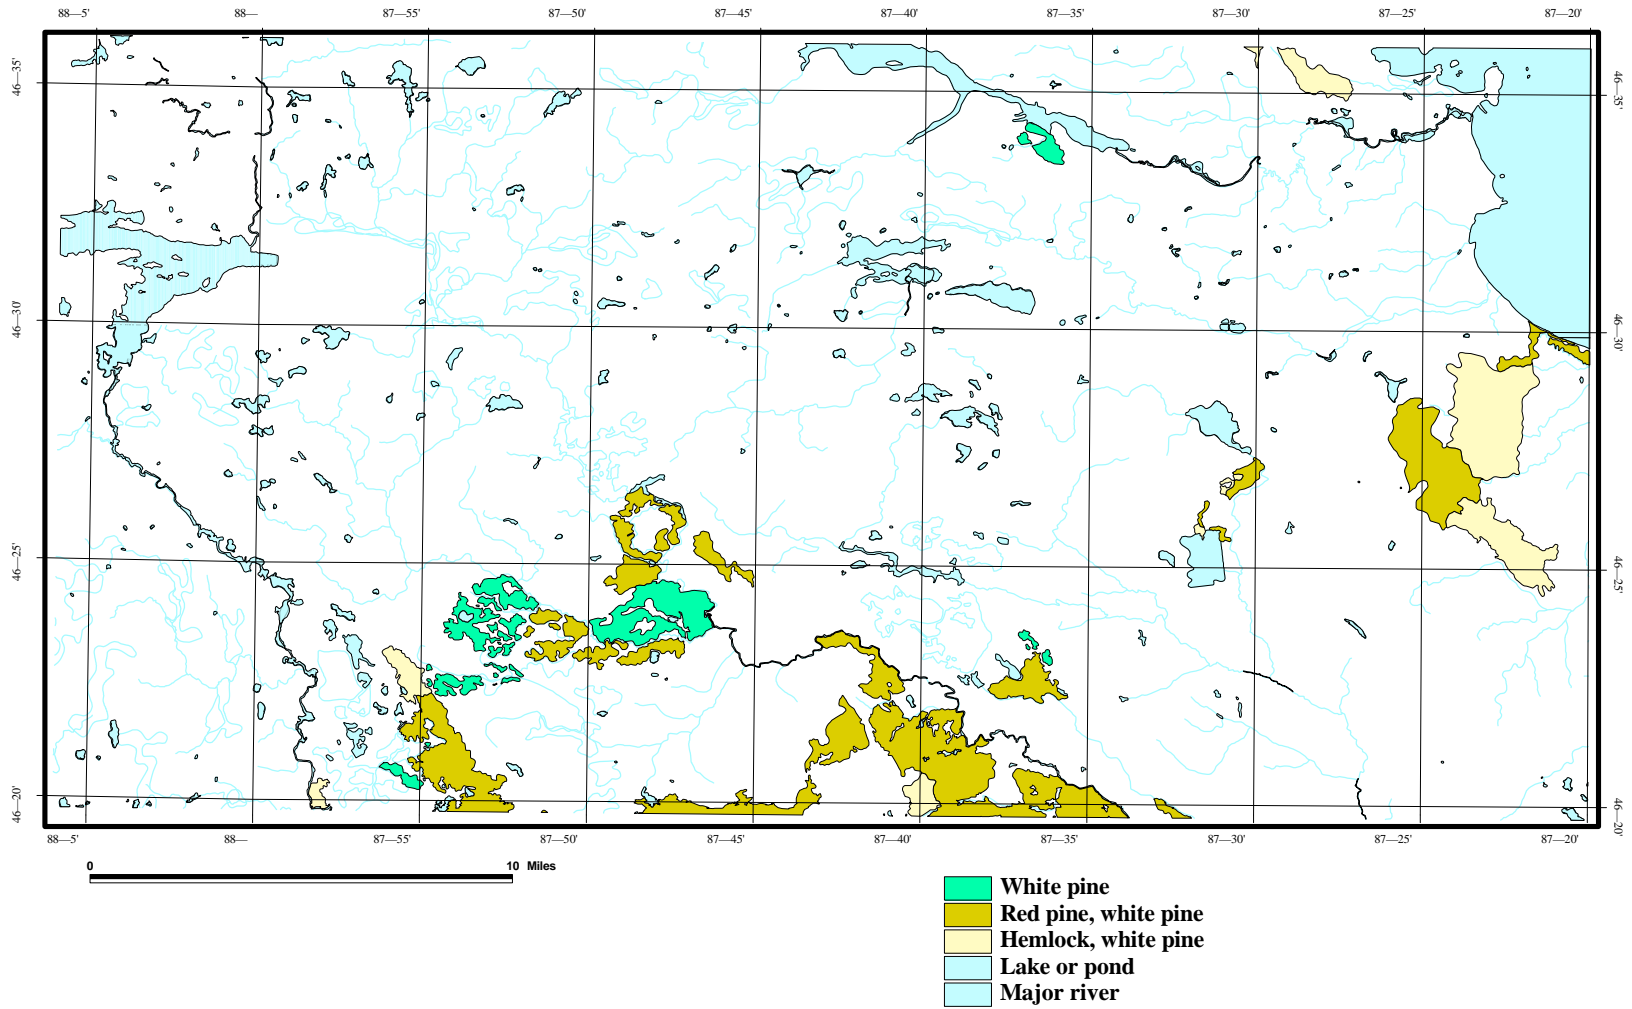 88—5' 88— 87—55' 87—50' 87—45' 87—40' 87—35' 87—30' 87—25' 87—20'
46—35' 46—35'
46—30' 46—30'
46—25' 46—25'
46—20' 46—20'
88—5' 88— 87—55' 87—50' 87—45' 87—40' 87—35' 87—30' 87—25' 87—20'
0 10 Miles
White pine
Red pine, white pine
Hemlock, white pine
Lake or pond
Major river